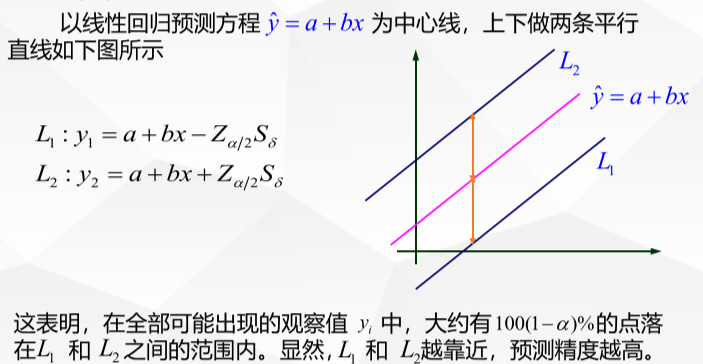 以线性回归预测方程 ŷ = a + bx 为中心线，上下做两条平行
直线如下图所示
L₁ : y₁ = a + bx − Z_{α/2}S_δ
L₂ : y₂ = a + bx + Z_{α/2}S_δ
L₂
ŷ = a + bx
L₁
这表明，在全部可能出现的观察值 yᵢ 中，大约有100(1−α)%的点落
在L₁ 和 L₂之间的范围内。显然, L₁ 和 L₂越靠近，预测精度越高。